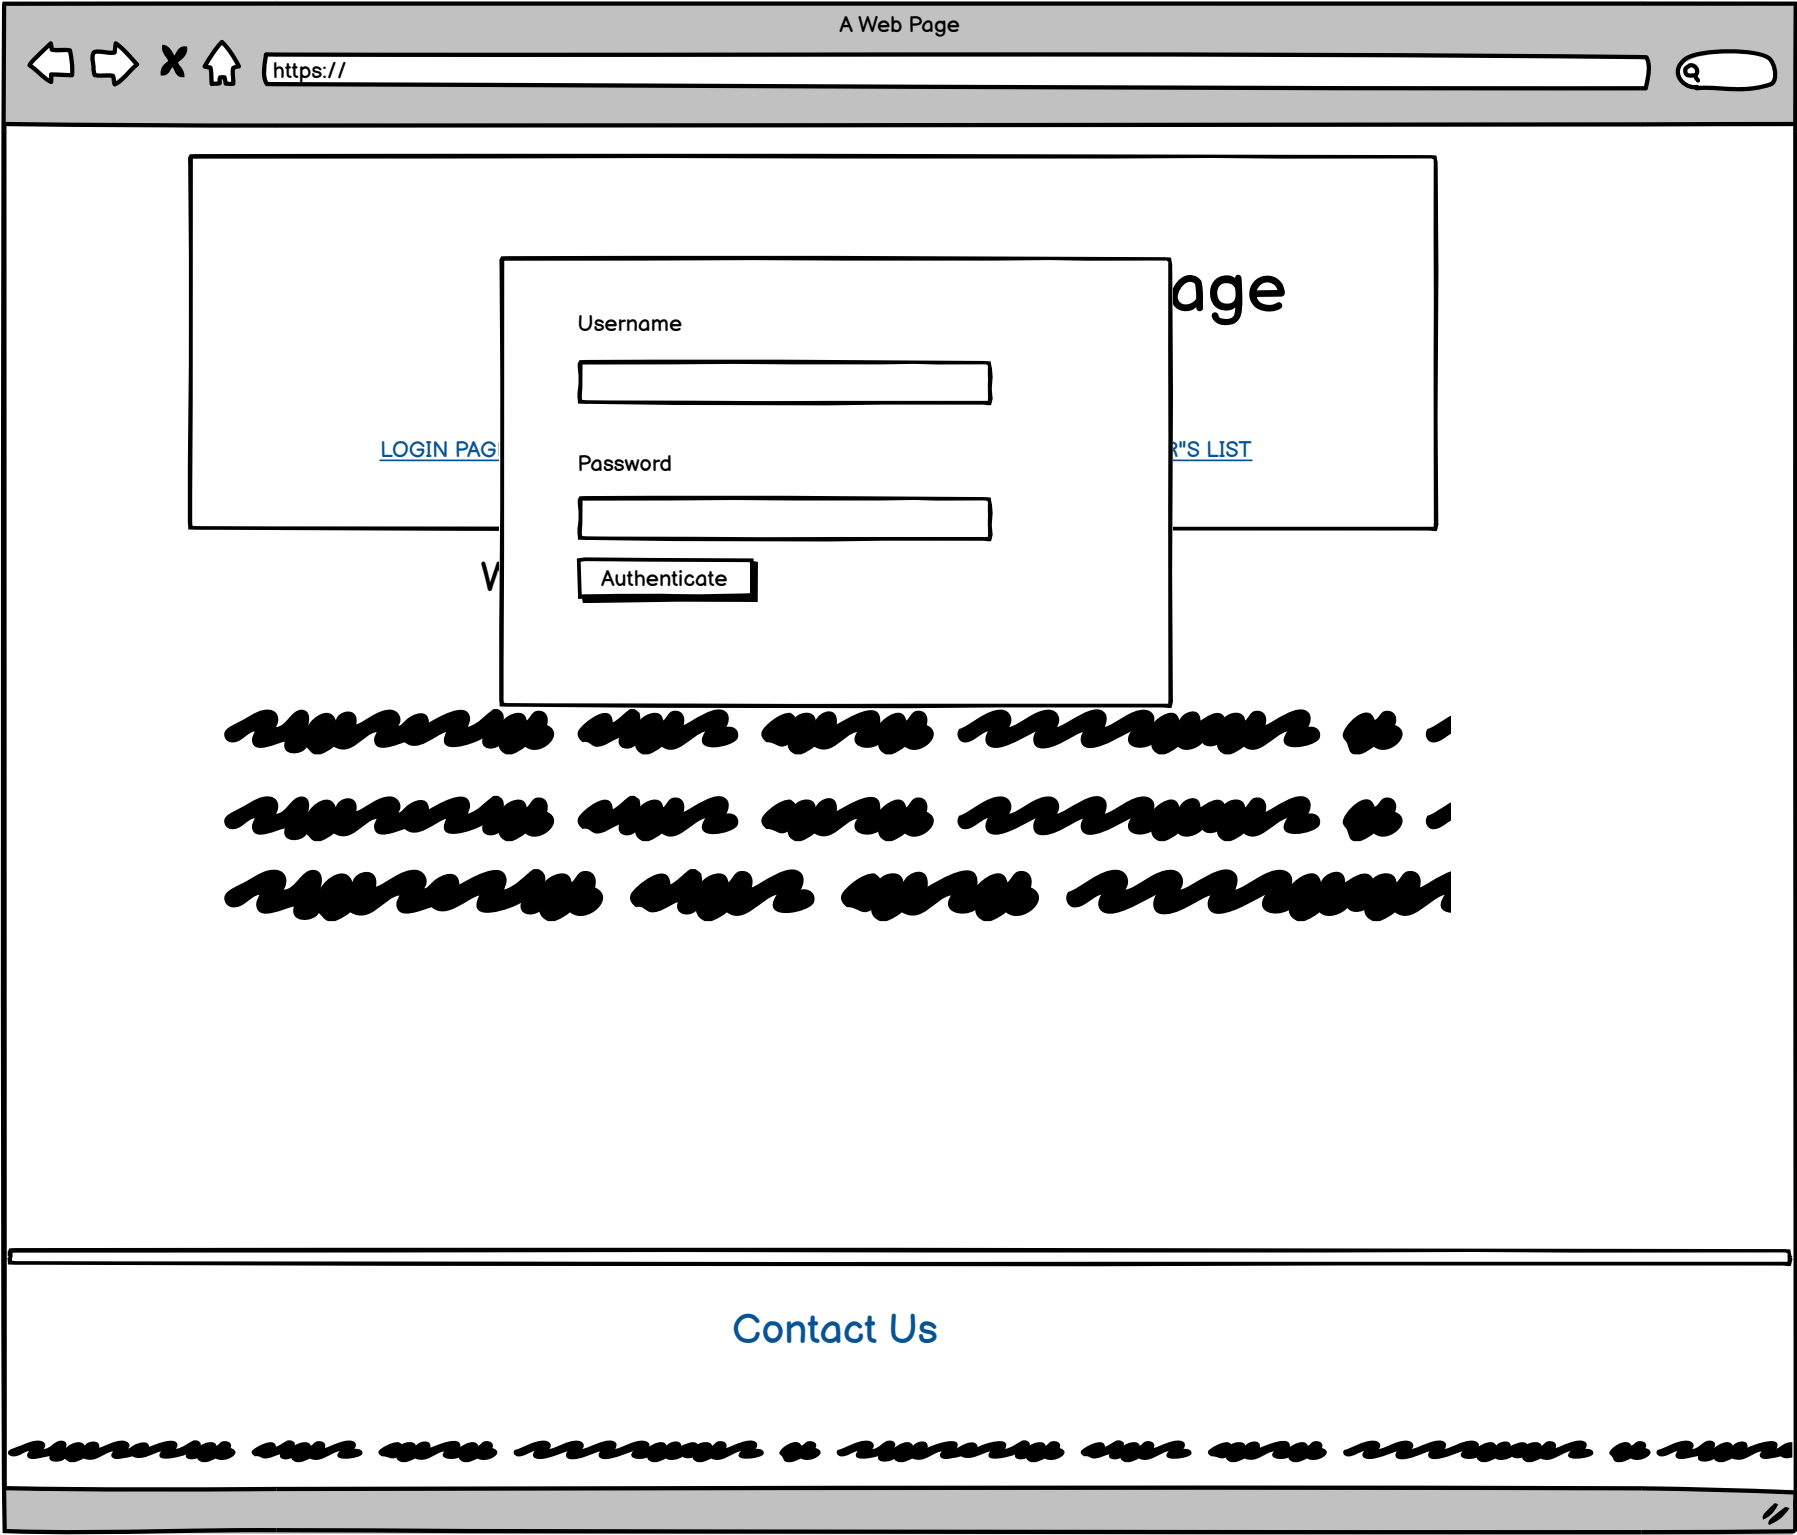 A Web Page
https://
age
Username
LOGIN PAG
"S LIST
Password
W
Authenticate
Contact Us